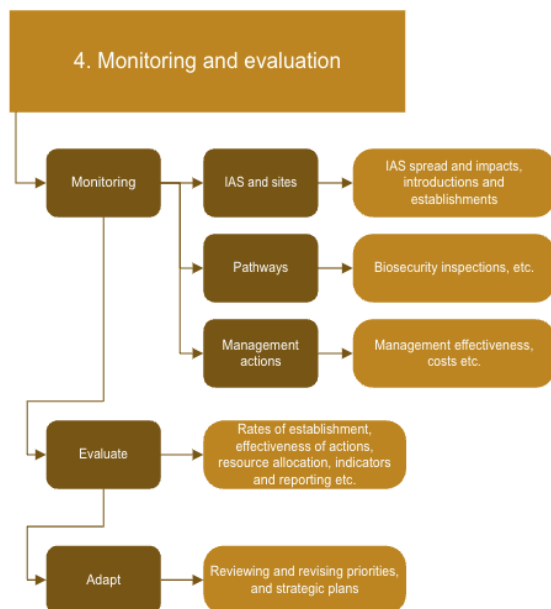 4. Monitoring and evaluation
Monitoring
IAS and sites
IAS spread and impacts,
introductions and
establishments
Pathways
Biosecurity inspections, etc.
Management
actions
Management effectiveness,
costs etc.
Evaluate
Rates of establishment,
effectiveness of actions,
resource allocation, indicators
and reporting etc.
Adapt
Reviewing and revising priorities,
and strategic plans